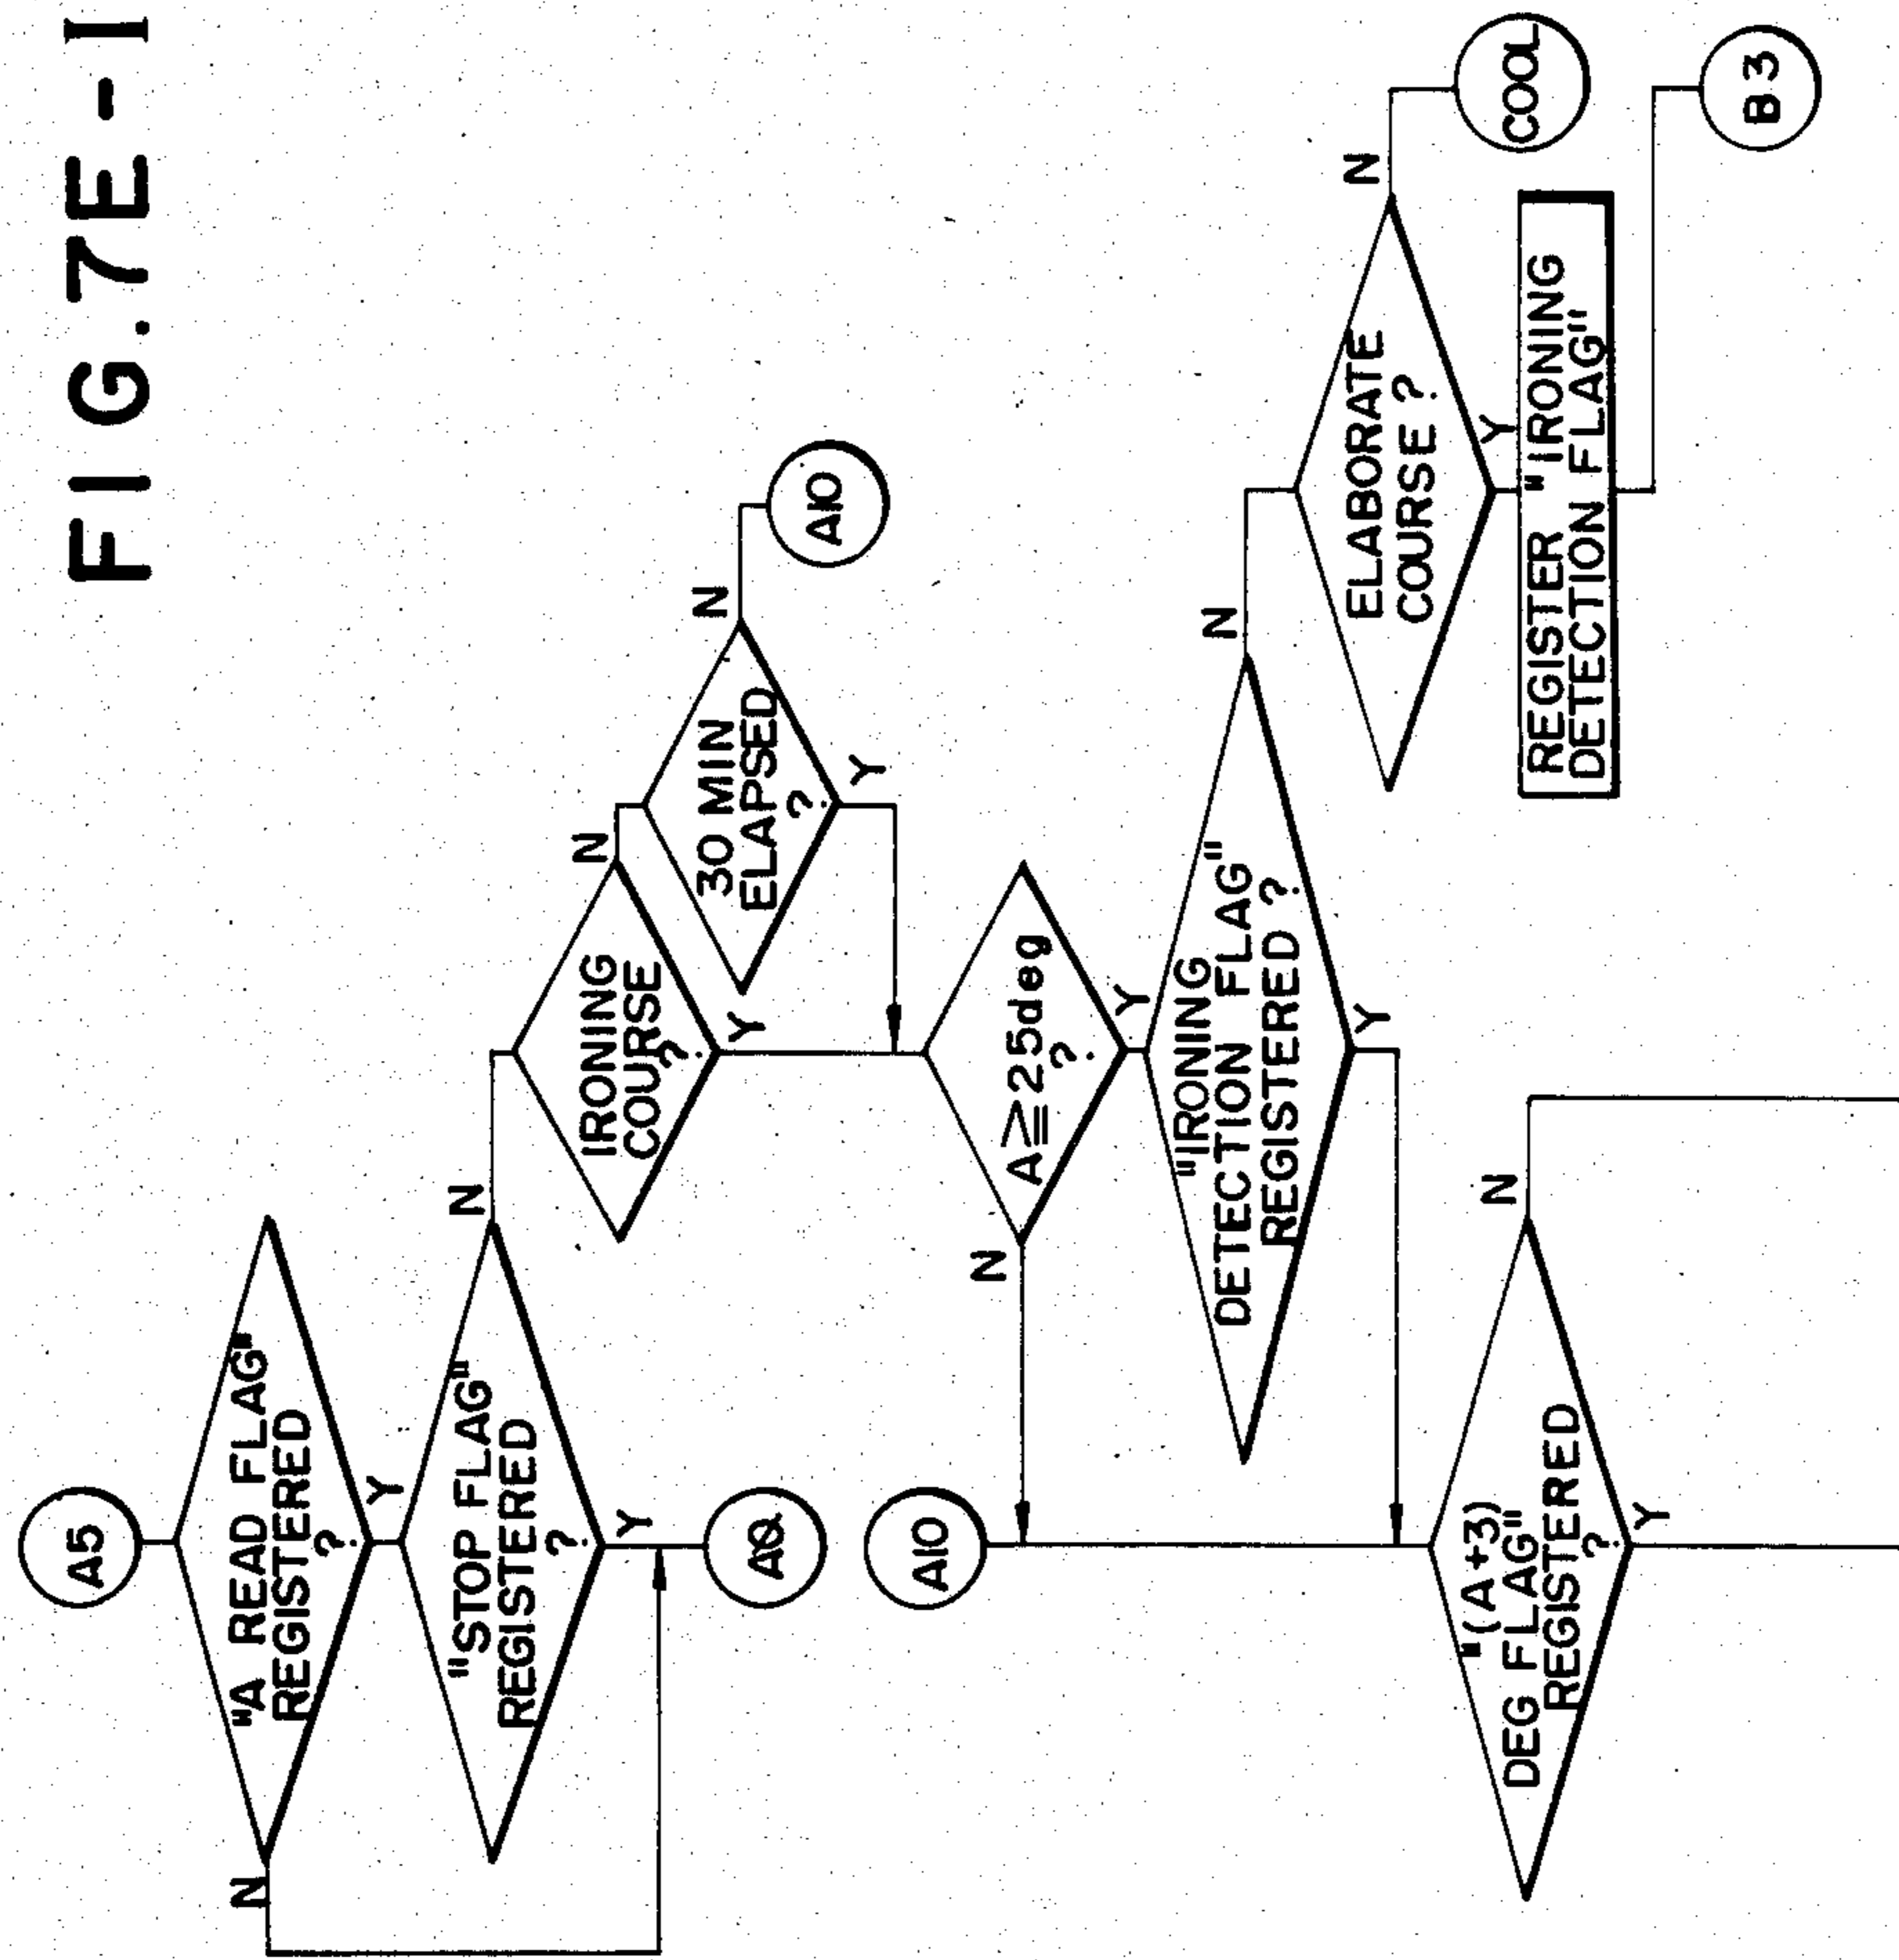 FIG.7E-1
A5
"A READ FLAG"
REGISTERED
?
N
Y
"STOP FLAG"
REGISTERED
?
N
Y
IRONING
COURSE
?
N
Y
30 MIN
ELAPSED
?
N
Y
A10
A10
A≧25deg
?
N
Y
"IRONING
DETECTION FLAG"
REGISTERED ?
N
Y
ELABORATE
COURSE ?
N
Y
COOL
REGISTER "IRONING
DETECTION FLAG"
B3
"(A+3)
DEG FLAG"
REGISTERED
?
N
Y